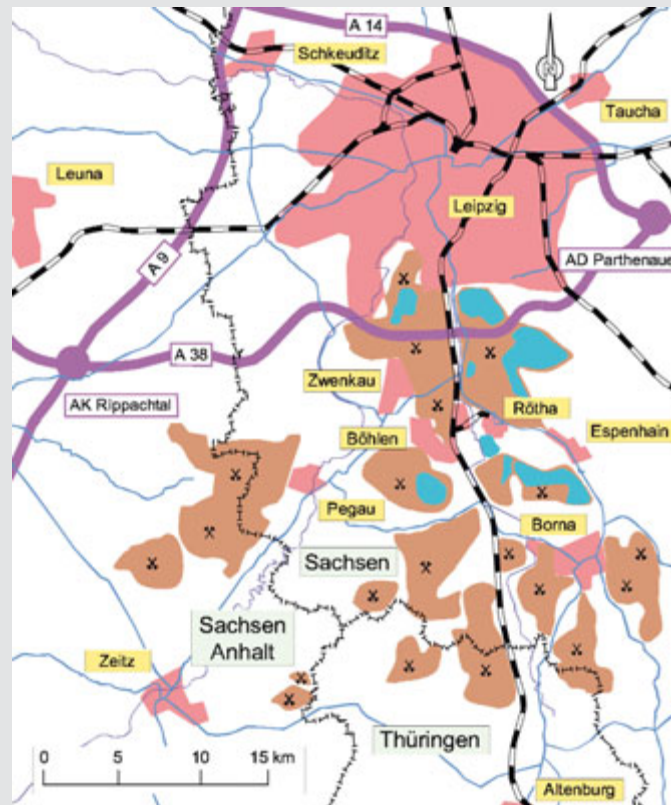 A 14
Schkeuditz
N
Taucha
Leuna
Leipzig
A 9
AD Parthenaue
A 38
Zwenkau
AK Rippachtal
Rötha
Böhlen
Espenhain
Pegau
Borna
Sachsen
Sachsen
Anhalt
Zeitz
Thüringen
0 5 10 15 km
Altenburg